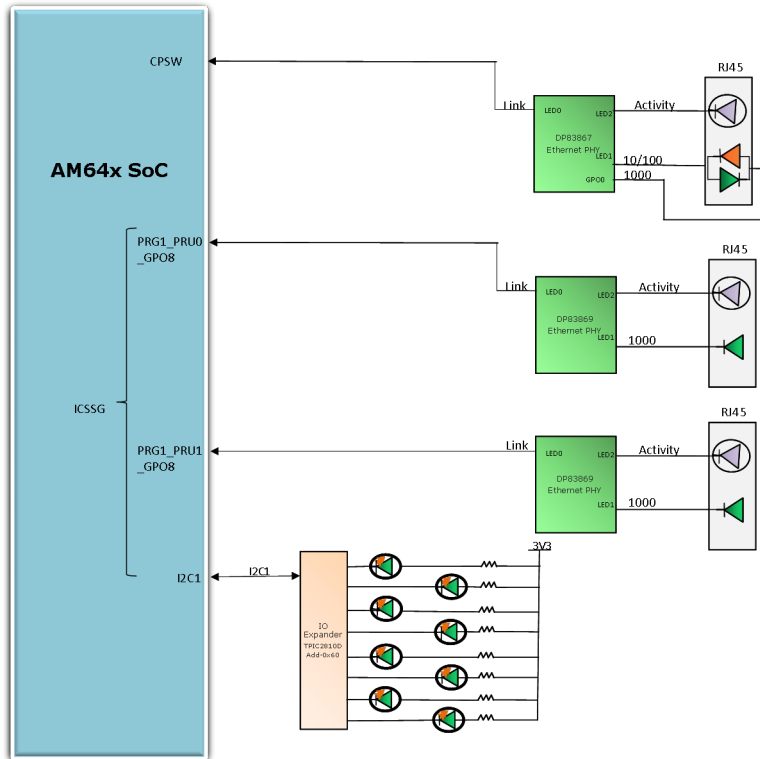 CPSW
AM64x SoC
PRG1_PRU0
_GPO8
ICSSG
PRG1_PRU1
_GPO8
I2C1
I2C1
Link
LED0
LED2
DP83867
Ethernet PHY
LED1
GPO0
Activity
10/100
1000
RJ45
Link
LED0
LED2
DP83869
Ethernet PHY
LED1
Activity
1000
RJ45
Link
LED0
LED2
DP83869
Ethernet PHY
LED1
Activity
1000
RJ45
3V3
IO
Expander
TPIC2810D
Add-0x60